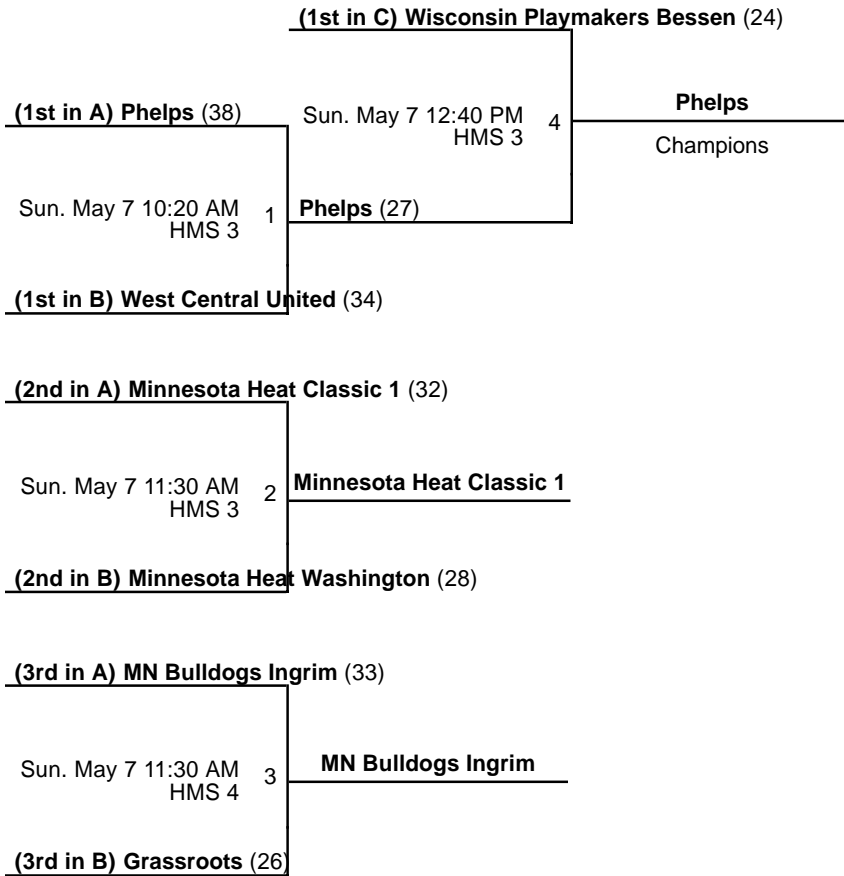 (1st in C) Wisconsin Playmakers Bessen (24)
(1st in A) Phelps (38)
Sun. May 7 12:40 PM
HMS 3
4
Phelps
Champions
Sun. May 7 10:20 AM
HMS 3
1
Phelps (27)
(1st in B) West Central United (34)
(2nd in A) Minnesota Heat Classic 1 (32)
Sun. May 7 11:30 AM
HMS 3
2
Minnesota Heat Classic 1
(2nd in B) Minnesota Heat Washington (28)
(3rd in A) MN Bulldogs Ingrim (33)
Sun. May 7 11:30 AM
HMS 4
3
MN Bulldogs Ingrim
(3rd in B) Grassroots (26)